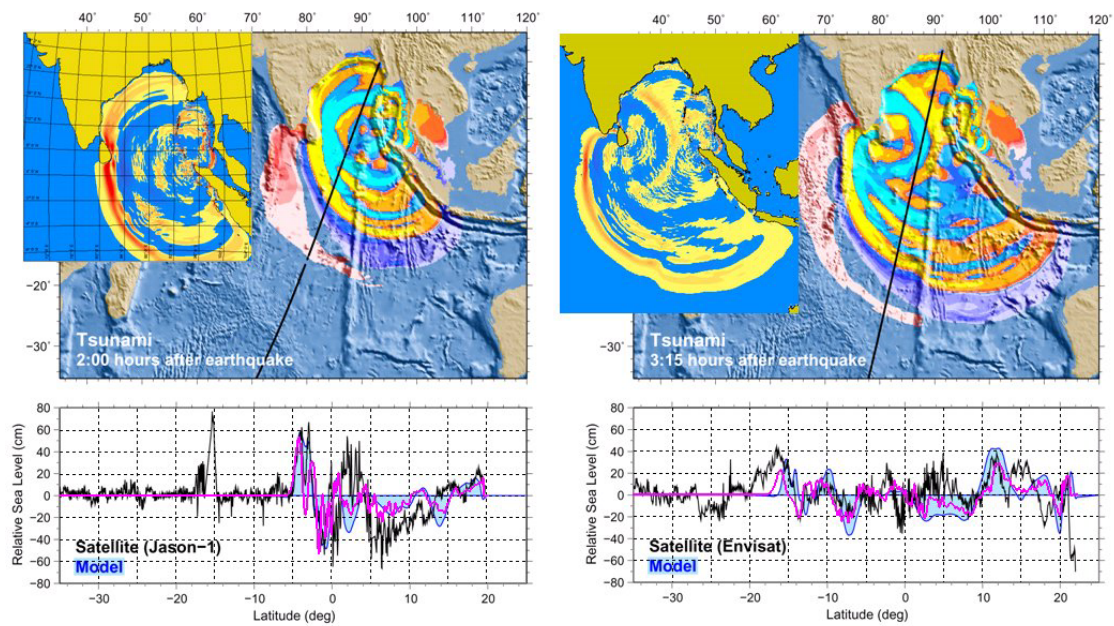 40° 50° 60° 70° 80° 90° 100° 110° 120°
−20°
−30°
Tsunami
2:00 hours after earthquake
40° 50° 60° 70° 80° 90° 100° 110° 120°
−30°
Tsunami
3:15 hours after earthquake
Relative Sea Level (cm)
80
60
40
20
0
−20
−40
−60
−80
Satellite (Jason−1)
Model
−30 −20 −10 0 10 20
Latitude (deg)
Relative Sea Level (cm)
80
60
40
20
0
−20
−40
−60
−80
Satellite (Envisat)
Model
−30 −20 −10 0 10 20
Latitude (deg)